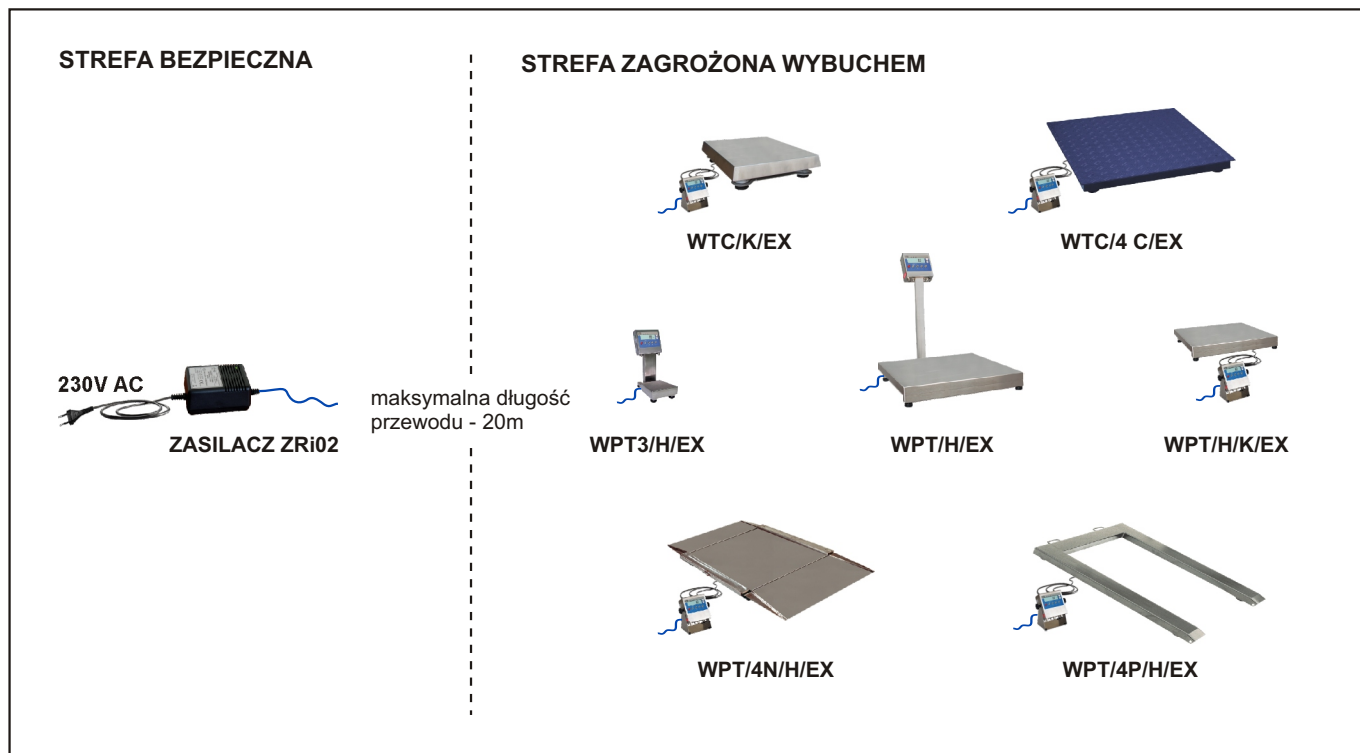 STREFA BEZPIECZNA
STREFA ZAGROŻONA WYBUCHEM
WTC/K/EX
WTC/4 C/EX
230V AC
maksymalna długość
przewodu - 20m
ZASILACZ ZRi02
WPT3/H/EX
WPT/H/EX
WPT/H/K/EX
WPT/4N/H/EX
WPT/4P/H/EX